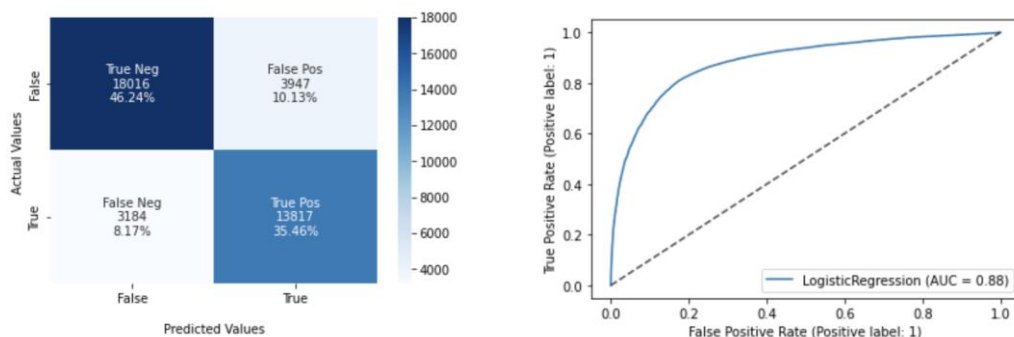 True Neg
18016
46.24%
False Pos
3947
10.13%
False Neg
3184
8.17%
True Pos
13817
35.46%
False
True
Actual Values
False
True
Predicted Values
18000
16000
14000
12000
10000
8000
6000
4000
True Positive Rate (Positive label: 1)
1.0
0.8
0.6
0.4
0.2
0.0
LogisticRegression (AUC = 0.88)
0.0
0.2
0.4
0.6
0.8
1.0
False Positive Rate (Positive label: 1)